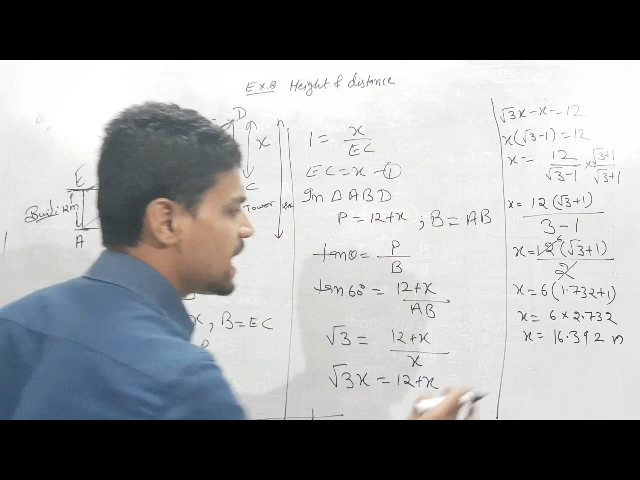 Ex.8 Height & distance
D
x
C
Tower
E
Build
12m
A
x, B=EC
1 = x/EC
EC = x -①
In Δ ABD
P = 12+x ; B = AB
tanθ = P/B
tan60° = 12+x/AB
√3 = 12+x/x
√3x = 12+x
√3x - x = 12
x(√3-1) = 12
x = 12/√3-1 × √3+1/√3+1
x = 12(√3+1)/3-1
x = 12 6(√3+1)/2
x = 6(1.732+1)
x = 6 × 2.732
x = 16.392 m